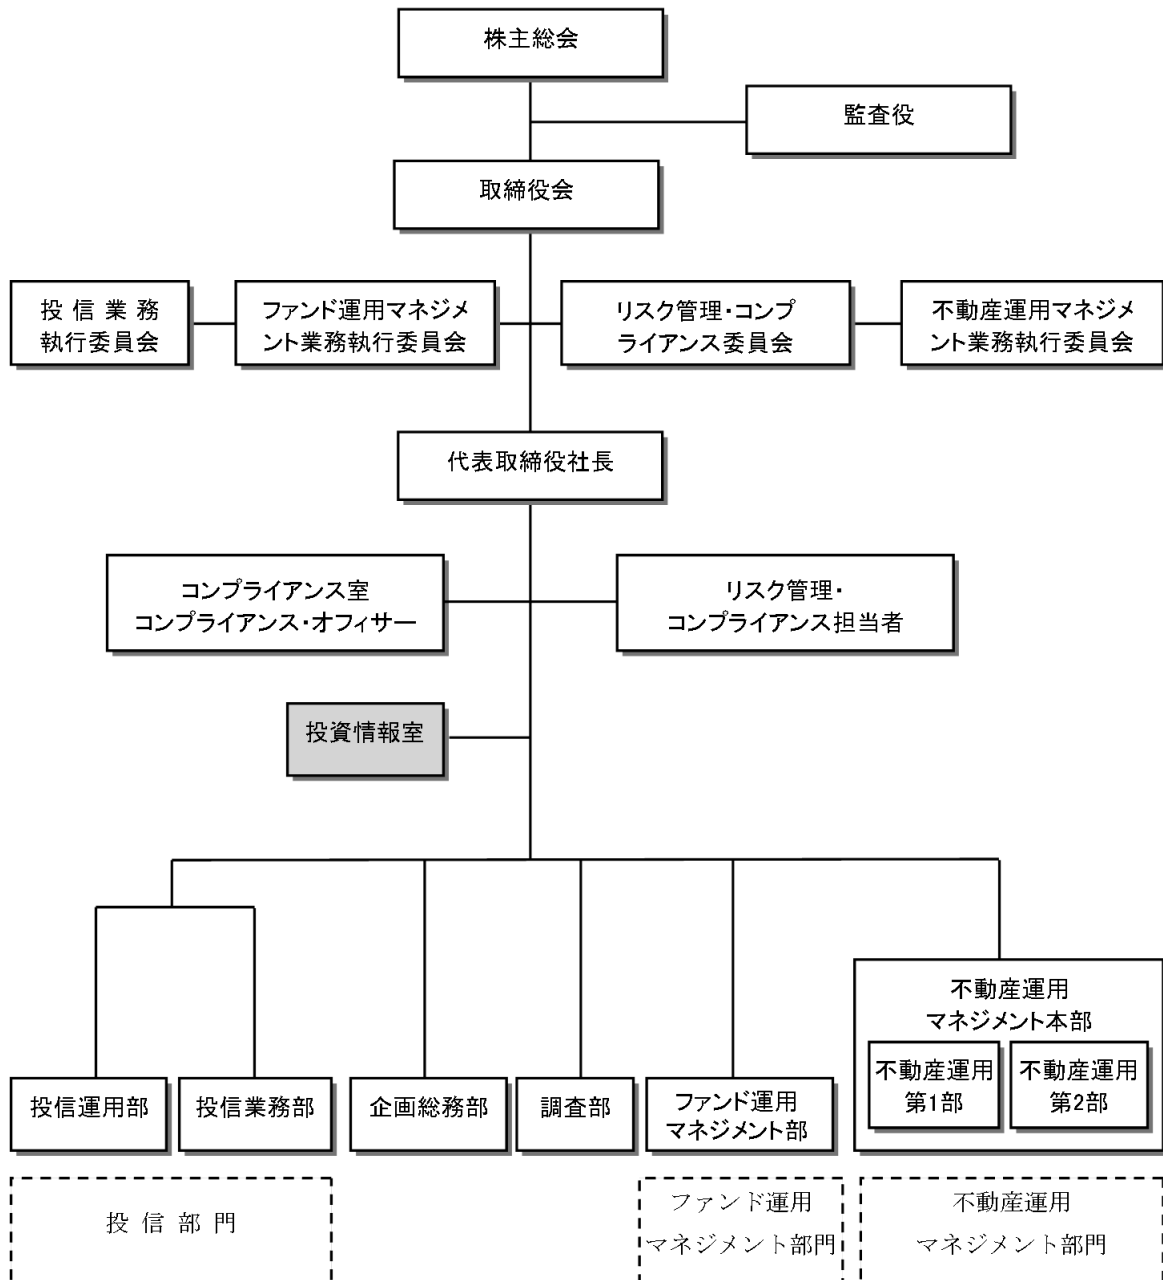 株主総会
監査役
取締役会
投信業務
執行委員会
ファンド運用マネジメ
ント業務執行委員会
リスク管理・コンプ
ライアンス委員会
不動産運用マネジメ
ント業務執行委員会
代表取締役社長
コンプライアンス室
コンプライアンス・オフィサー
リスク管理・
コンプライアンス担当者
投資情報室
不動産運用
マネジメント本部
投信運用部
投信業務部
企画総務部
調査部
ファンド運用
マネジメント部
不動産運用
第1部
不動産運用
第2部
投信部門
ファンド運用
マネジメント部門
不動産運用
マネジメント部門